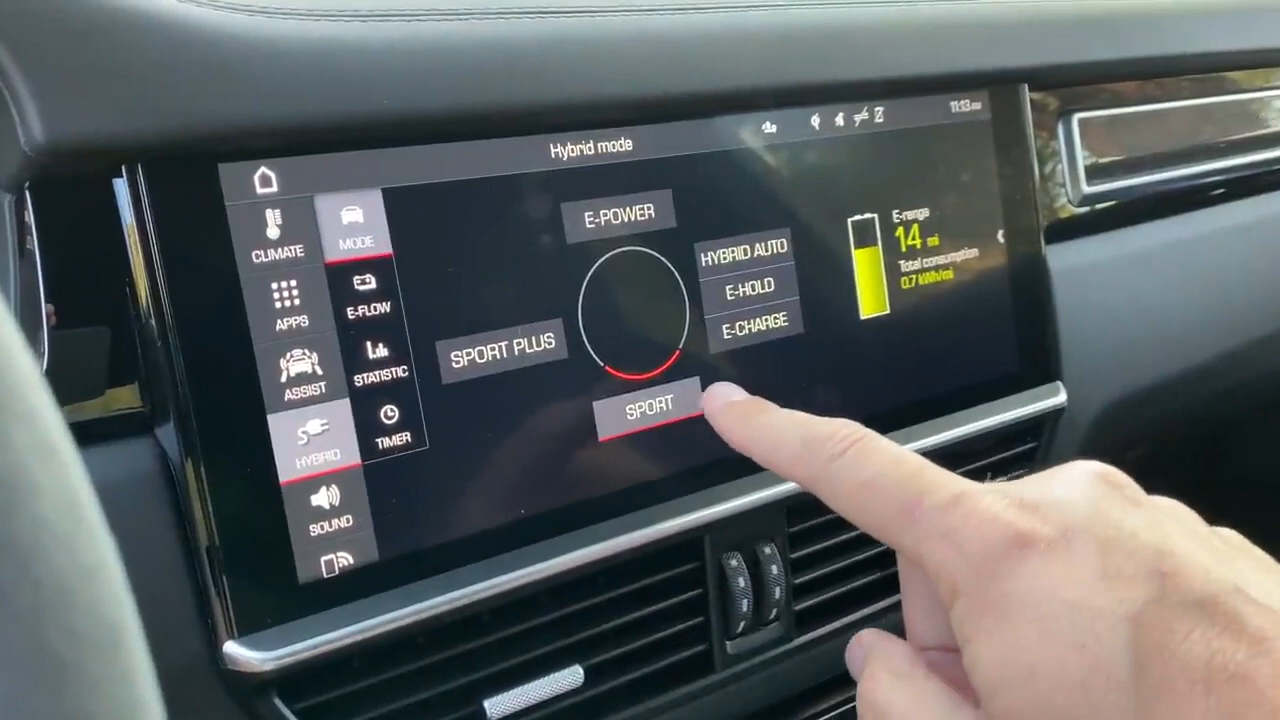 Hybrid mode
11:13 AM
CLIMATE
MODE
APPS
E-FLOW
ASSIST
STATISTIC
HYBRID
TIMER
SOUND
E-POWER
HYBRID AUTO
E-HOLD
E-CHARGE
SPORT PLUS
SPORT
E-range
14 mi
Total consumption
0.7 kWh/mi